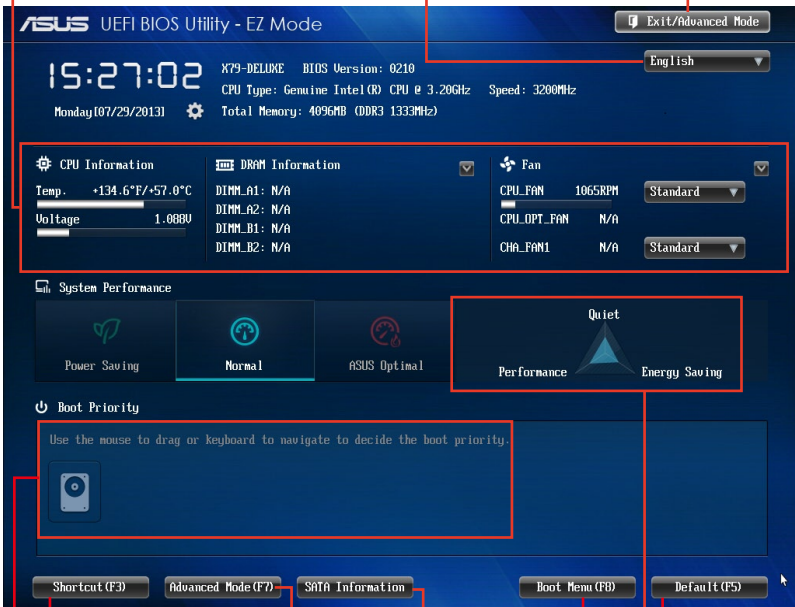 ASUS UEFI BIOS Utility - EZ Mode
Exit/Advanced Mode
English
15:27:02
Monday[07/29/2013]
X79-DELUXE BIOS Version: 0210
CPU Type: Genuine Intel(R) CPU @ 3.20GHz Speed: 3200MHz
Total Memory: 4096MB (DDR3 1333MHz)
CPU Information
Temp. +134.6°F/+57.0°C
Voltage 1.088V
DRAM Information
DIMM_A1: N/A
DIMM_A2: N/A
DIMM_B1: N/A
DIMM_B2: N/A
Fan
CPU_FAN 1065RPM Standard
CPU_OPT_FAN N/A
CHA_FAN1 N/A Standard
System Performance
Power Saving
Normal
ASUS Optimal
Quiet
Performance
Energy Saving
Boot Priority
Use the mouse to drag or keyboard to navigate to decide the boot priority.
Shortcut(F3)
Advanced Mode(F7)
SATA Information
Boot Menu(F8)
Default(F5)